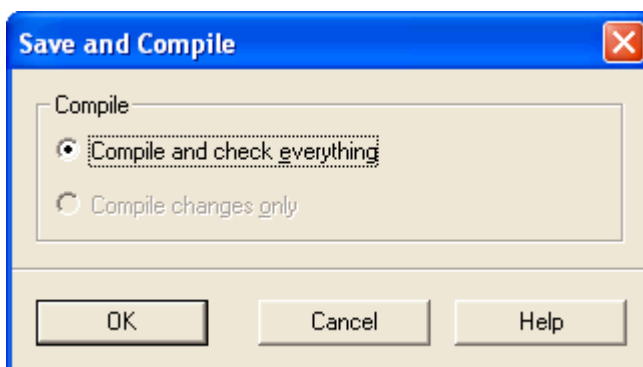 Save and Compile
Compile
Compile and check everything
Compile changes only
OK Cancel Help